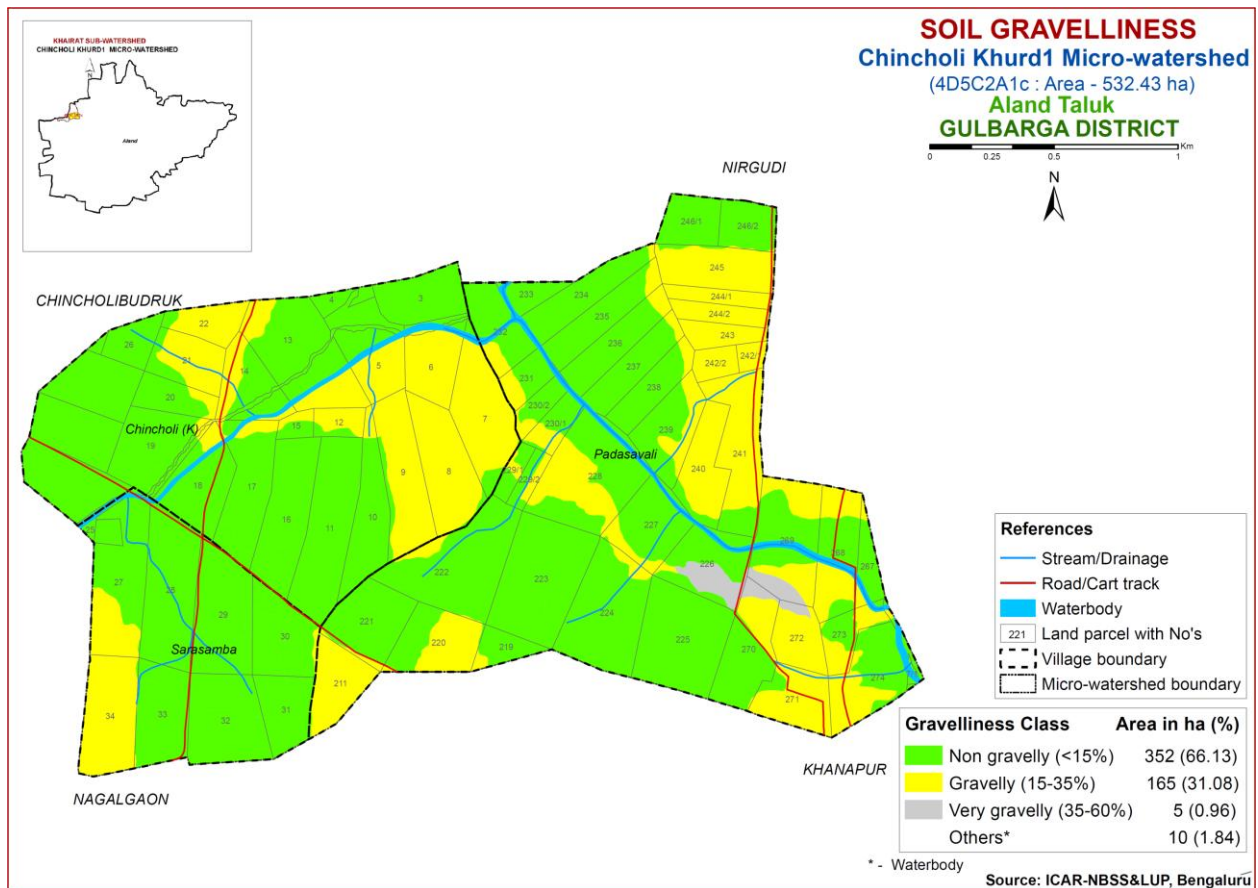 KHAIRAT SUB-WATERSHED
CHINCHOLI KHURD1 MICRO-WATERSHED
N
Aland
SOIL GRAVELLINESS
Chincholi Khurd1 Micro-watershed
(4D5C2A1c : Area - 532.43 ha)
Aland Taluk
GULBARGA DISTRICT
Km
0 0.25 0.5 1
N
NIRGUDI
246/1 246/2
245
244/1
244/2
243
242/2 242/
CHINCHOLIBUDRUK
4 3
233 234
22
235
26 13
232
21
236
5 6
237
14
231
20
238
230/2
7
12
230/1
Chincholi (K)
15
239
19
Padasavali
241
240
9 8
229/1
228
229/2
18 17
16 11 10
227
25
269 268
267
222
226
27 28
223
29
221
224
30
273
Sarasamba
220
219
225
272
270
274
211
271
34 33 32 31
NAGALGAON
KHANAPUR
References
Stream/Drainage
Road/Cart track
Waterbody
221 Land parcel with No's
Village boundary
Micro-watershed boundary
Gravelliness Class Area in ha (%)
Non gravelly (<15%) 352 (66.13)
Gravelly (15-35%) 165 (31.08)
Very gravelly (35-60%) 5 (0.96)
Others* 10 (1.84)
* - Waterbody
Source: ICAR-NBSS&LUP, Bengaluru